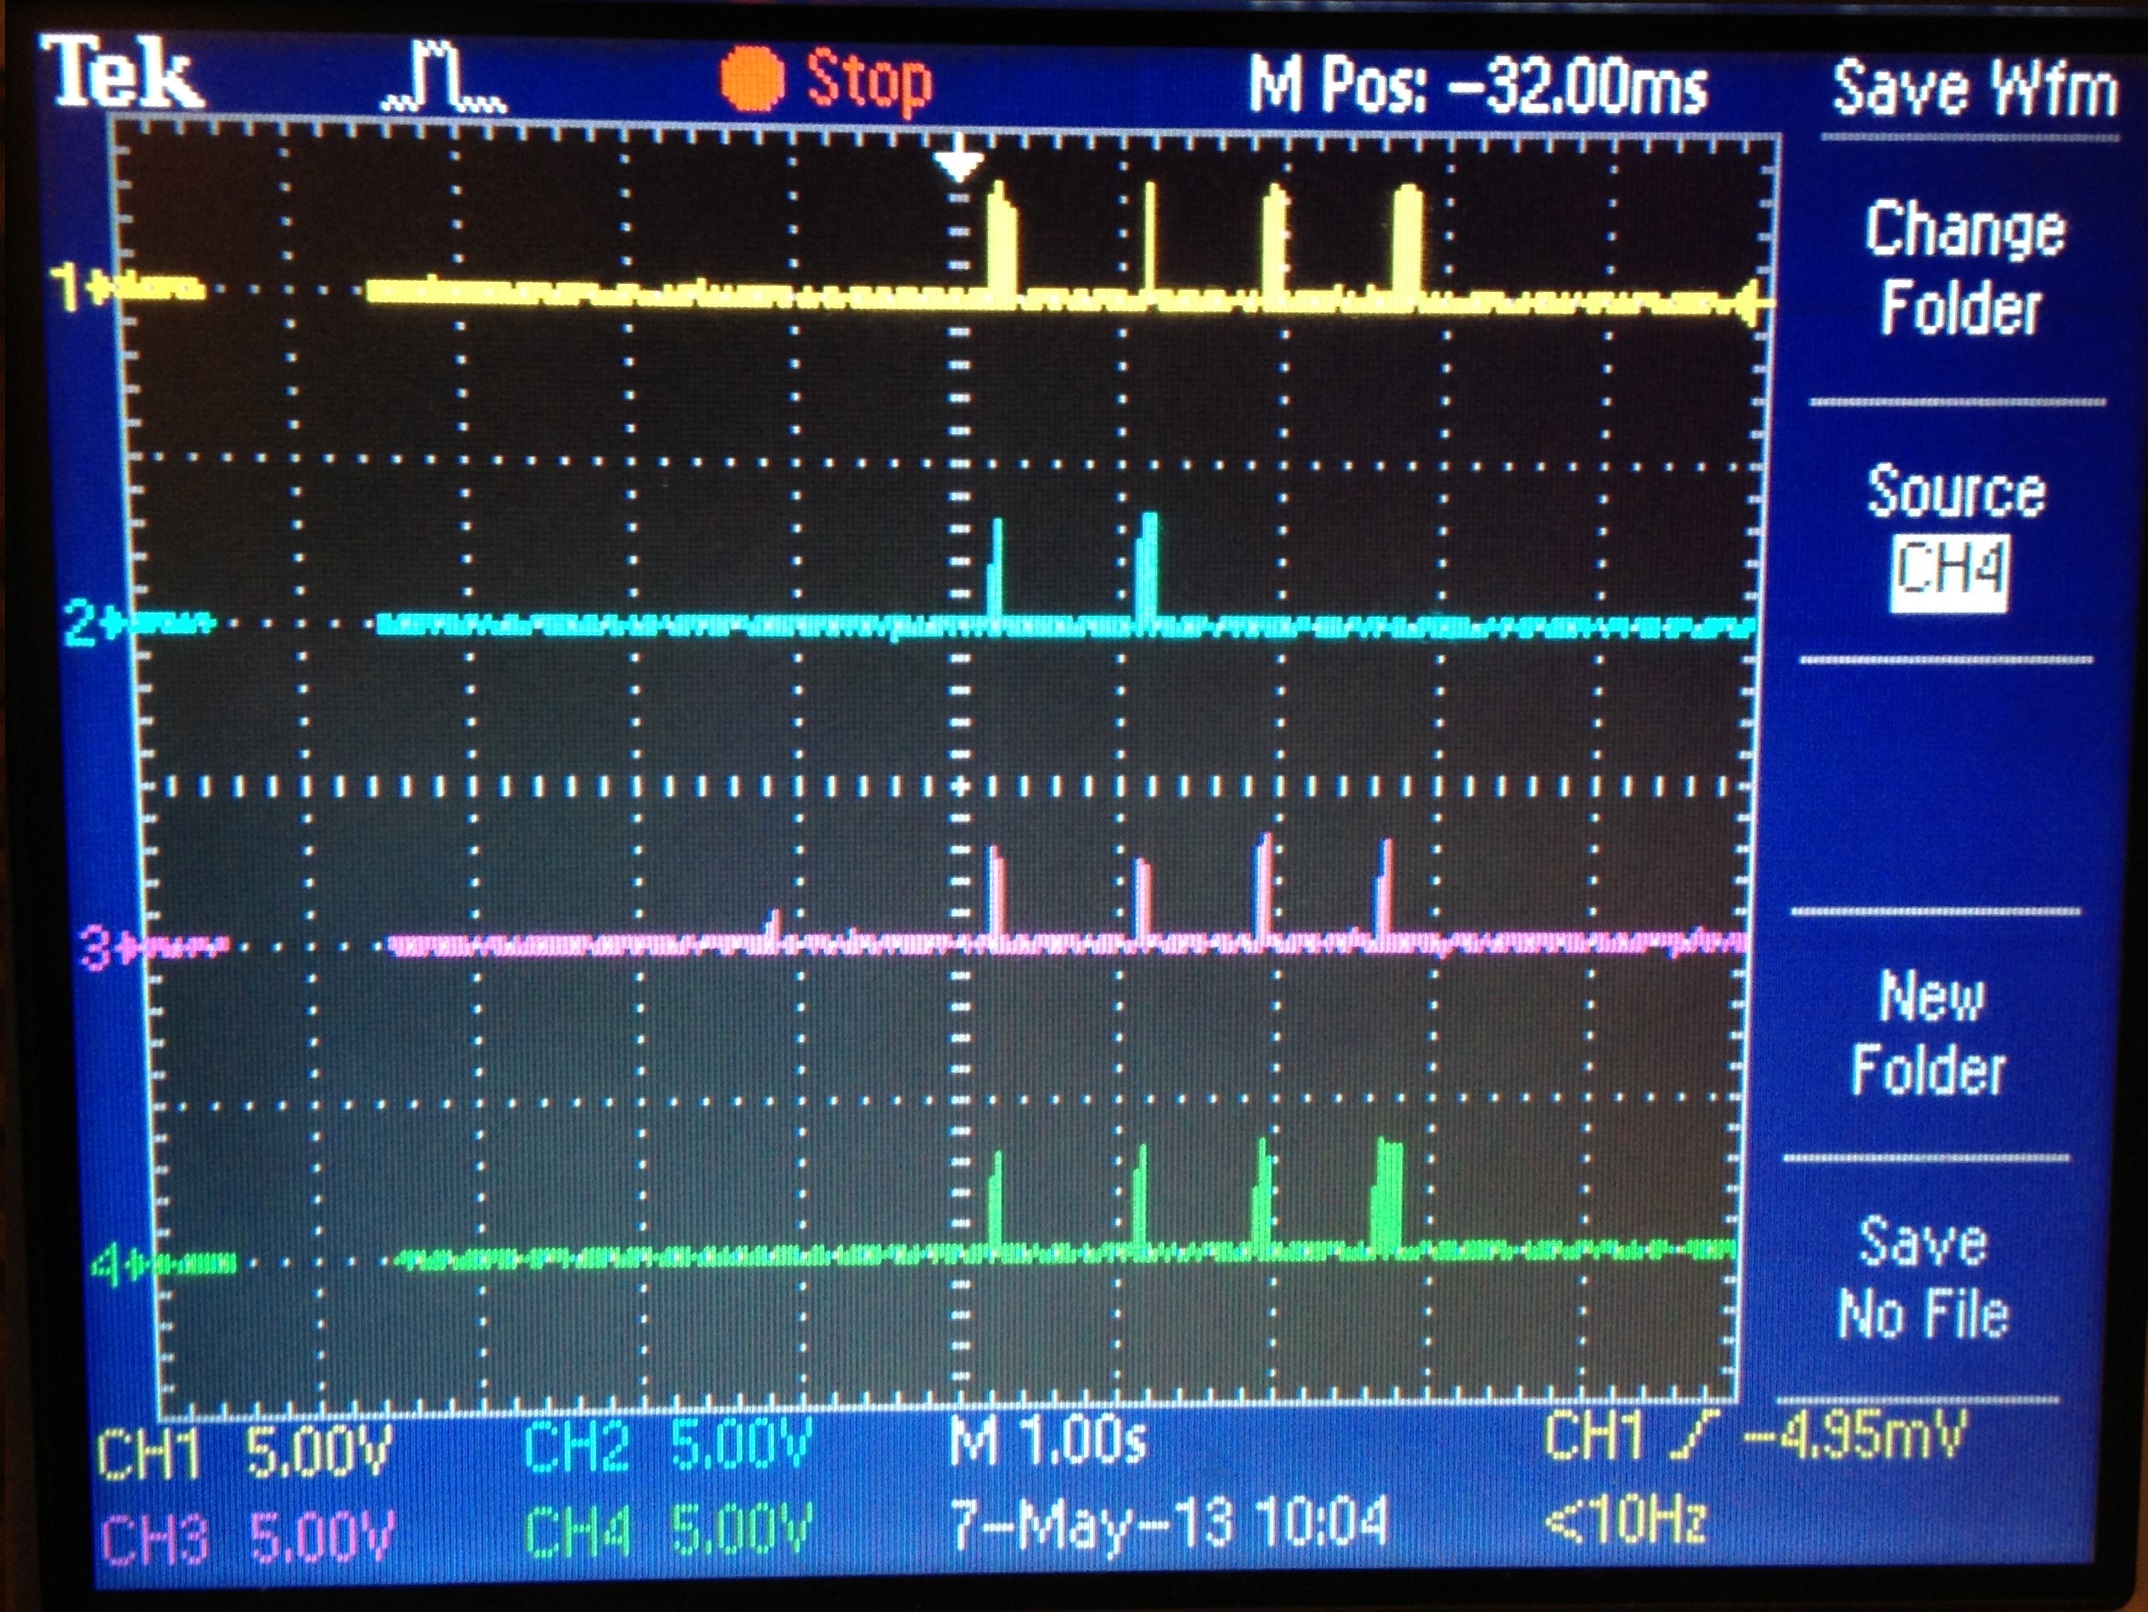 Tek Stop M Pos: -32.00ms Save Wfm
Change
Folder
1
Source
CH4
2
3
New
Folder
4
Save
No File
CH1 5.00V CH2 5.00V M 1.00s CH1 -4.95mV
CH3 5.00V CH4 5.00V 7-May-13 10:04 <10Hz